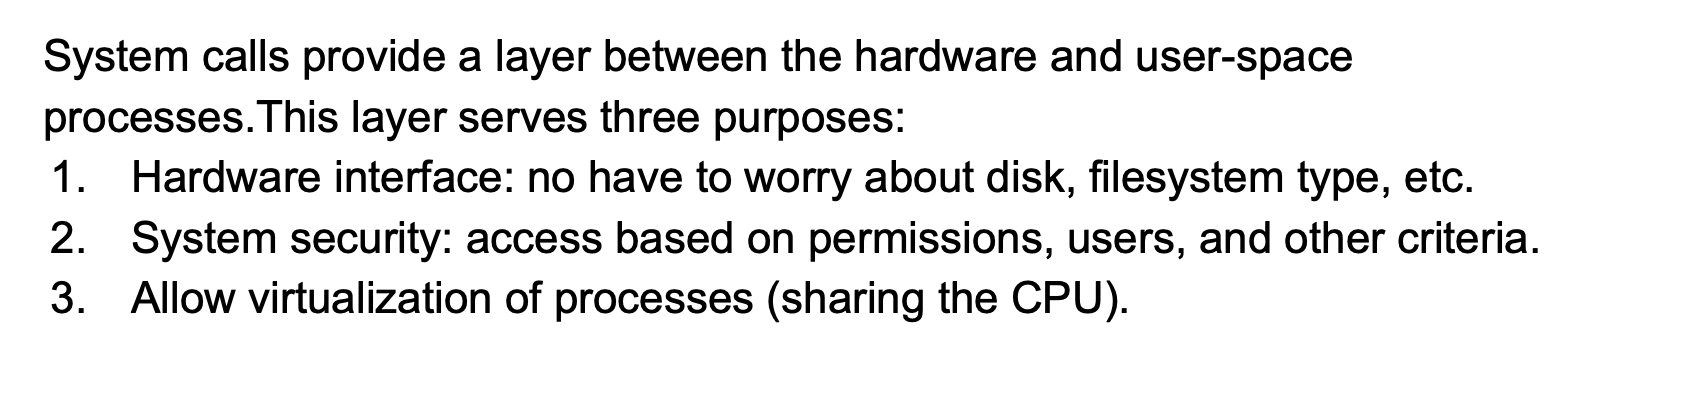 System calls provide a layer between the hardware and user-space
processes.This layer serves three purposes:
1. Hardware interface: no have to worry about disk, filesystem type, etc.
2. System security: access based on permissions, users, and other criteria.
3. Allow virtualization of processes (sharing the CPU).